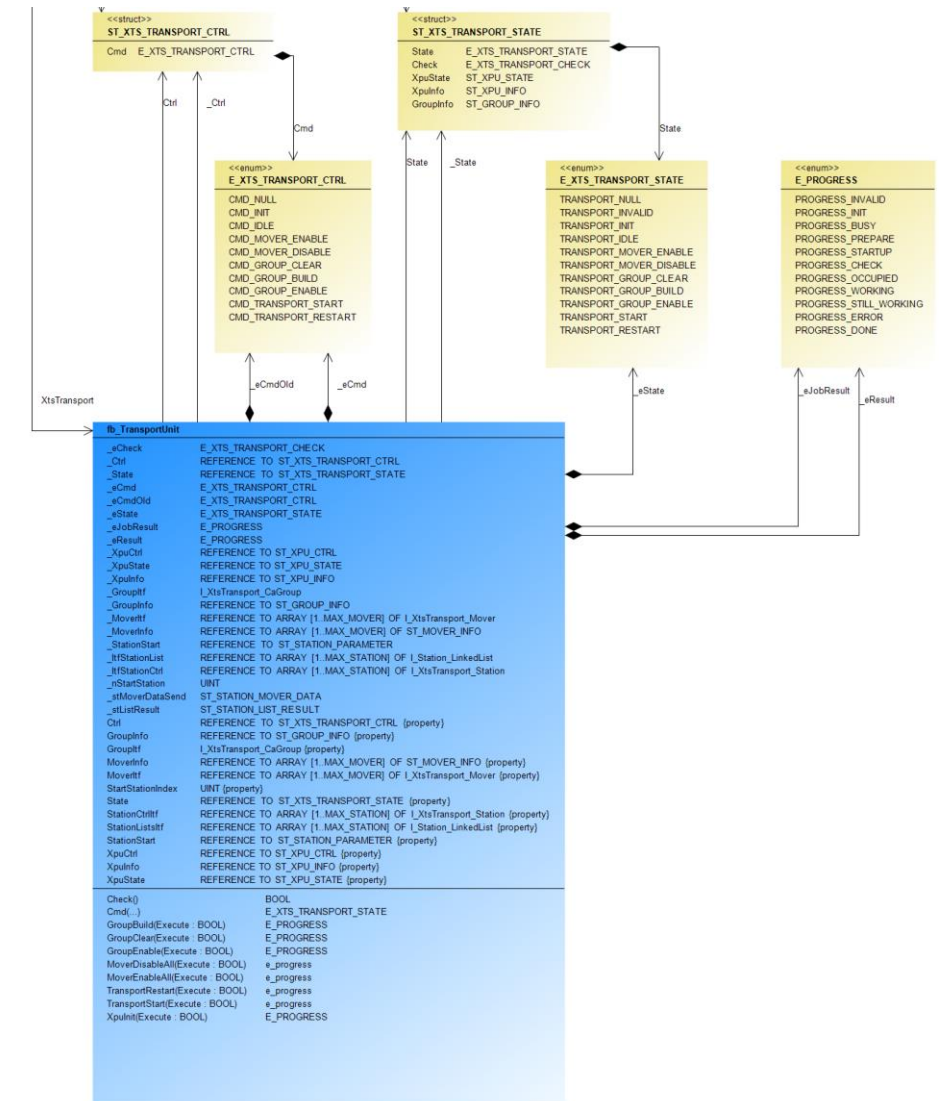 <<struct>>
ST_XTS_TRANSPORT_CTRL
Cmd E_XTS_TRANSPORT_CTRL
<<struct>>
ST_XTS_TRANSPORT_STATE
State E_XTS_TRANSPORT_STATE
Check E_XTS_TRANSPORT_CHECK
XpuState ST_XPU_STATE
XpuInfo ST_XPU_INFO
GroupInfo ST_GROUP_INFO
Ctrl
_Ctrl
Cmd
State
_State
State
<<enum>>
E_XTS_TRANSPORT_CTRL
CMD_NULL
CMD_INIT
CMD_IDLE
CMD_MOVER_ENABLE
CMD_MOVER_DISABLE
CMD_GROUP_CLEAR
CMD_GROUP_BUILD
CMD_GROUP_ENABLE
CMD_TRANSPORT_START
CMD_TRANSPORT_RESTART
<<enum>>
E_XTS_TRANSPORT_STATE
TRANSPORT_NULL
TRANSPORT_INVALID
TRANSPORT_INIT
TRANSPORT_IDLE
TRANSPORT_MOVER_ENABLE
TRANSPORT_MOVER_DISABLE
TRANSPORT_GROUP_CLEAR
TRANSPORT_GROUP_BUILD
TRANSPORT_GROUP_ENABLE
TRANSPORT_START
TRANSPORT_RESTART
<<enum>>
E_PROGRESS
PROGRESS_INVALID
PROGRESS_INIT
PROGRESS_BUSY
PROGRESS_PREPARE
PROGRESS_STARTUP
PROGRESS_CHECK
PROGRESS_OCCUPIED
PROGRESS_WORKING
PROGRESS_STILL_WORKING
PROGRESS_ERROR
PROGRESS_DONE
_eCmdOld
_eCmd
_eState
_eJobResult
_eResult
XtsTransport
fb_TransportUnit
_eCheck E_XTS_TRANSPORT_CHECK
_Ctrl REFERENCE TO ST_XTS_TRANSPORT_CTRL
_State REFERENCE TO ST_XTS_TRANSPORT_STATE
_eCmd E_XTS_TRANSPORT_CTRL
_eCmdOld E_XTS_TRANSPORT_CTRL
_eState E_XTS_TRANSPORT_STATE
_eJobResult E_PROGRESS
_eResult E_PROGRESS
_XpuCtrl REFERENCE TO ST_XPU_CTRL
_XpuState REFERENCE TO ST_XPU_STATE
_XpuInfo REFERENCE TO ST_XPU_INFO
_GroupItf I_XtsTransport_CaGroup
_GroupInfo REFERENCE TO ST_GROUP_INFO
_MoverItf REFERENCE TO ARRAY [1..MAX_MOVER] OF I_XtsTransport_Mover
_MoverInfo REFERENCE TO ARRAY [1..MAX_MOVER] OF ST_MOVER_INFO
_StationStart REFERENCE TO ST_STATION_PARAMETER
_ItfStationList REFERENCE TO ARRAY [1..MAX_STATION] OF I_Station_LinkedList
_ItfStationCtrl REFERENCE TO ARRAY [1..MAX_STATION] OF I_XtsTransport_Station
_nStartStation UINT
_stMoverDataSend ST_STATION_MOVER_DATA
_stListResult ST_STATION_LIST_RESULT
Ctrl REFERENCE TO ST_XTS_TRANSPORT_CTRL {property}
GroupInfo REFERENCE TO ST_GROUP_INFO {property}
GroupItf I_XtsTransport_CaGroup {property}
MoverInfo REFERENCE TO ARRAY [1..MAX_MOVER] OF ST_MOVER_INFO {property}
MoverItf REFERENCE TO ARRAY [1..MAX_MOVER] OF I_XtsTransport_Mover {property}
StartStationIndex UINT {property}
State REFERENCE TO ST_XTS_TRANSPORT_STATE {property}
StationCtrlItf REFERENCE TO ARRAY [1..MAX_STATION] OF I_XtsTransport_Station {property}
StationListsItf REFERENCE TO ARRAY [1..MAX_STATION] OF I_Station_LinkedList {property}
StationStart REFERENCE TO ST_STATION_PARAMETER {property}
XpuCtrl REFERENCE TO ST_XPU_CTRL {property}
XpuInfo REFERENCE TO ST_XPU_INFO {property}
XpuState REFERENCE TO ST_XPU_STATE {property}
Check() BOOL
Cmd(...) E_XTS_TRANSPORT_STATE
GroupBuild(Execute : BOOL) E_PROGRESS
GroupClear(Execute : BOOL) E_PROGRESS
GroupEnable(Execute : BOOL) E_PROGRESS
MoverDisableAll(Execute : BOOL) e_progress
MoverEnableAll(Execute : BOOL) e_progress
TransportRestart(Execute : BOOL) e_progress
TransportStart(Execute : BOOL) e_progress
XpuInit(Execute : BOOL) E_PROGRESS